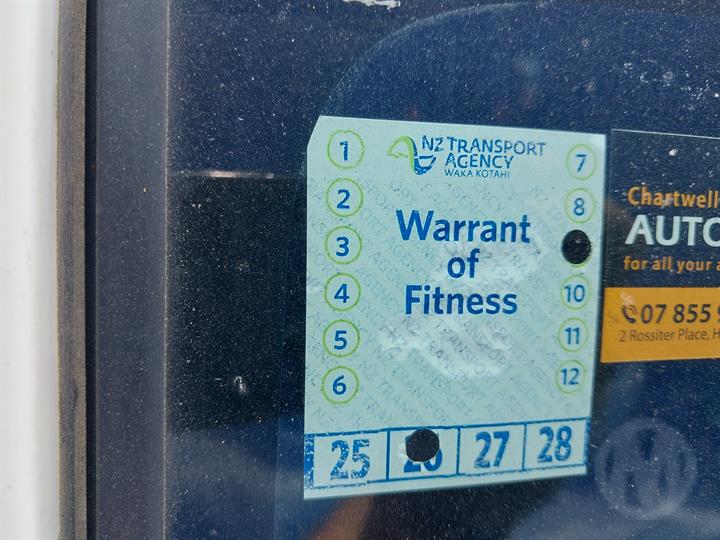 NZ TRANSPORT
AGENCY
WAKA KOTAHI
Warrant
of
Fitness
1
2
3
4
5
6
7
8
10
11
12
25
27
28
Chartwell
AUTO
for all your a
07 855 9
2 Rossiter Place, H